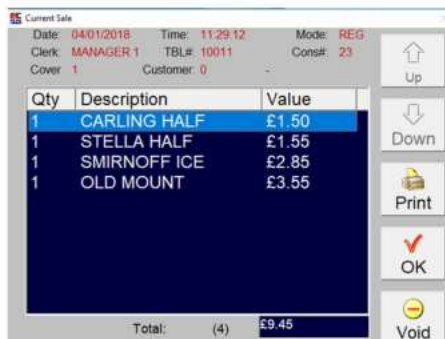 Current Sale
Date: 04/01/2018 Time: 11:29:12 Mode: REG
Clerk: MANAGER 1 TBL#: 10011 Cons#: 23
Cover 1 Customer: 0 -
Up
Qty Description Value
1 CARLING HALF £1.50
1 STELLA HALF £1.55
1 SMIRNOFF ICE £2.85
1 OLD MOUNT £3.55
Down
Print
OK
Total: (4) £9.45
Void